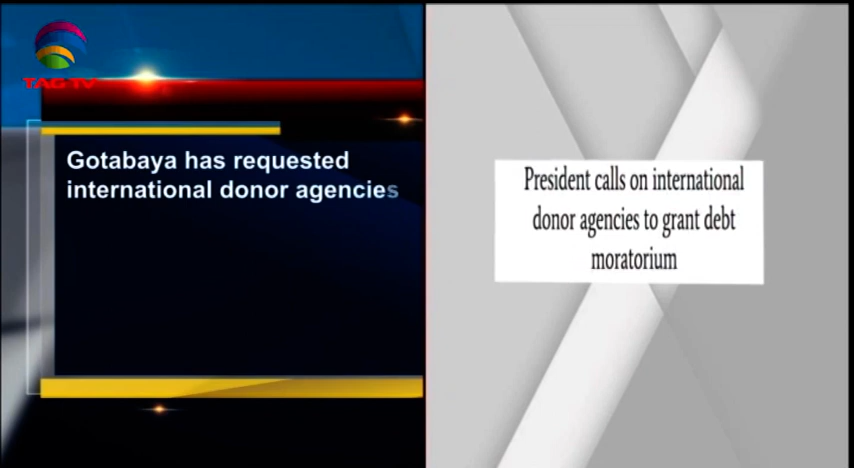 TAG TV
Gotabaya has requested
international donor agencies
President calls on international
donor agencies to grant debt
moratorium